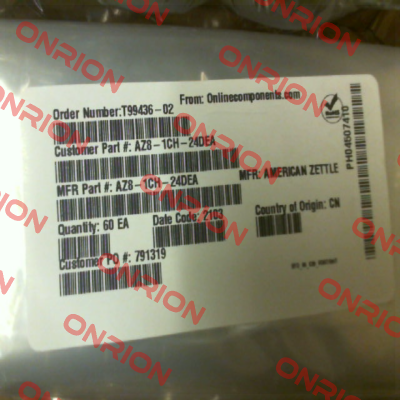 Order Number:T99436-02
From: Onlinecomponents.com
Customer Part #: AZ8-1CH-24DEA
MFR Part #: AZ8-1CH-24DEA
MFR: AMERICAN ZETTLE
Quantity: 60 EA
Date Code: 2103
Country of Origin: CN
Customer PO #: 791319
PH04507410
ONRION
ONRION
ONRION
ONRION
ONRION
ONRION
ONRION
ONRION